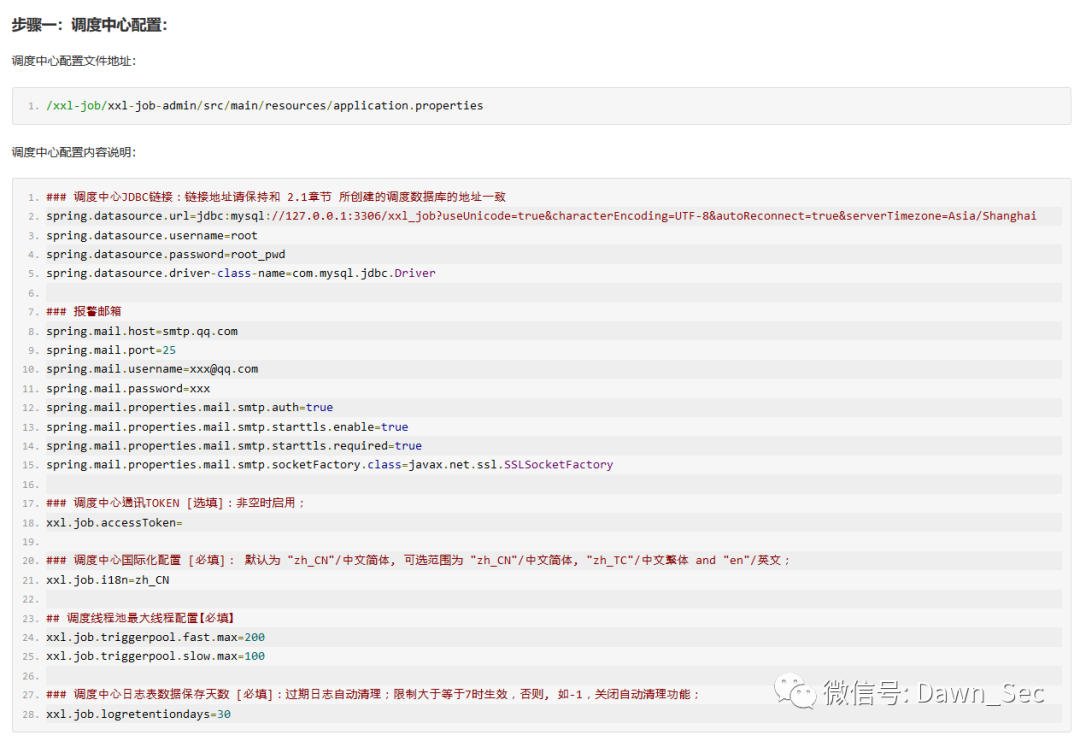 步骤一：调度中心配置：
调度中心配置文件地址：
1. /xxl-job/xxl-job-admin/src/main/resources/application.properties
调度中心配置内容说明：
1. ### 调度中心JDBC链接：链接地址请保持和 2.1章节 所创建的调度数据库的地址一致
2. spring.datasource.url=jdbc:mysql://127.0.0.1:3306/xxl_job?useUnicode=true&characterEncoding=UTF-8&autoReconnect=true&serverTimezone=Asia/Shanghai
3. spring.datasource.username=root
4. spring.datasource.password=root_pwd
5. spring.datasource.driver-class-name=com.mysql.jdbc.Driver
6.
7. ### 报警邮箱
8. spring.mail.host=smtp.qq.com
9. spring.mail.port=25
10. spring.mail.username=xxx@qq.com
11. spring.mail.password=xxx
12. spring.mail.properties.mail.smtp.auth=true
13. spring.mail.properties.mail.smtp.starttls.enable=true
14. spring.mail.properties.mail.smtp.starttls.required=true
15. spring.mail.properties.mail.smtp.socketFactory.class=javax.net.ssl.SSLSocketFactory
16.
17. ### 调度中心通讯TOKEN [选填]：非空时启用；
18. xxl.job.accessToken=
19.
20. ### 调度中心国际化配置 [必填]： 默认为 "zh_CN"/中文简体, 可选范围为 "zh_CN"/中文简体, "zh_TC"/中文繁体 and "en"/英文；
21. xxl.job.i18n=zh_CN
22.
23. ## 调度线程池最大线程配置【必填】
24. xxl.job.triggerpool.fast.max=200
25. xxl.job.triggerpool.slow.max=100
26.
27. ### 调度中心日志表数据保存天数 [必填]：过期日志自动清理；限制大于等于7时生效，否则, 如-1，关闭自动清理功能；
28. xxl.job.logretentiondays=30
微信号: Dawn_Sec